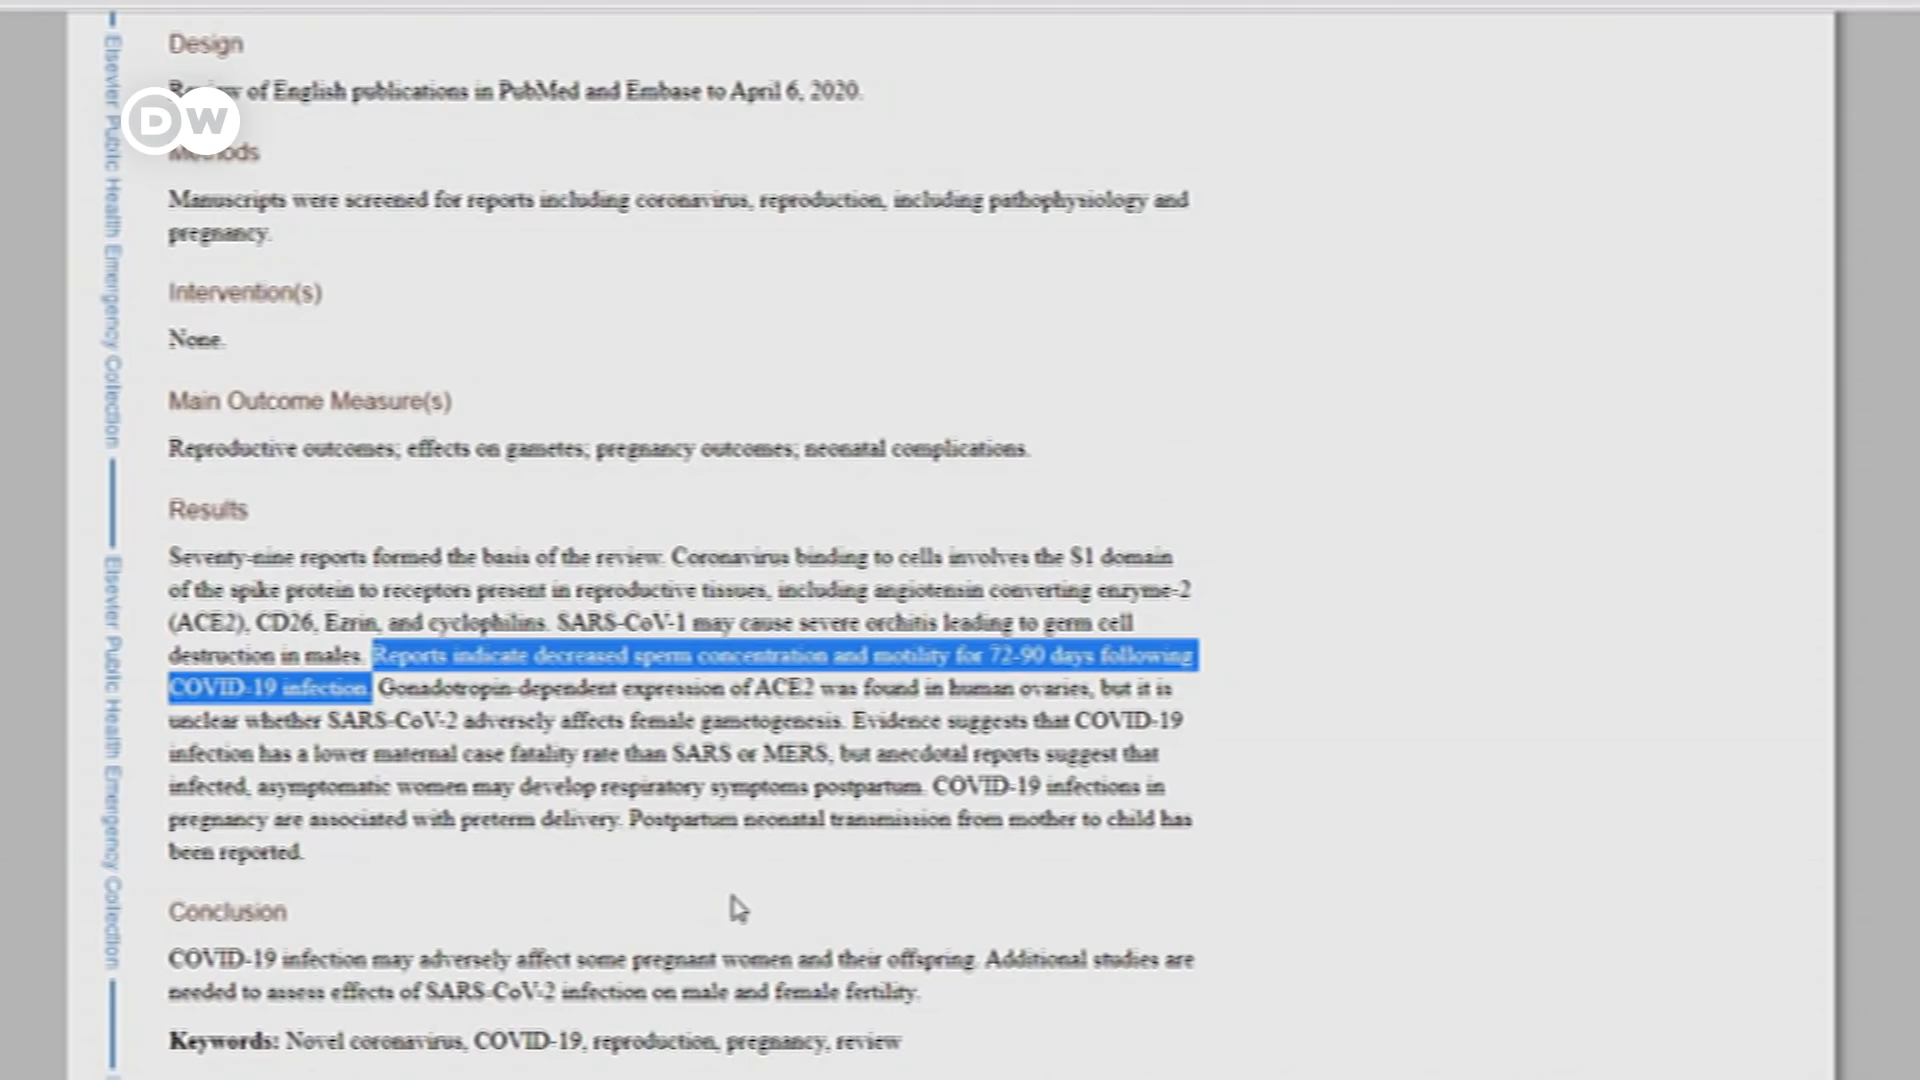 Design
Review of English publications in PubMed and Embase to April 6, 2020.
DW
Methods
Manuscripts were screened for reports including coronavirus, reproduction, including pathophysiology and
pregnancy.
Intervention(s)
None.
Main Outcome Measure(s)
Reproductive outcomes; effects on gametes; pregnancy outcomes; neonatal complications.
Results
Seventy-nine reports formed the basis of the review. Coronavirus binding to cells involves the S1 domain
of the spike protein to receptors present in reproductive tissues, including angiotensin converting enzyme-2
(ACE2), CD26, Ezrin, and cyclophilins. SARS-CoV-1 may cause severe orchitis leading to germ cell
destruction in males. Reports indicate decreased sperm concentration and motility for 72-90 days following
COVID-19 infection. Gonadotropin-dependent expression of ACE2 was found in human ovaries, but it is
unclear whether SARS-CoV-2 adversely affects female gametogenesis. Evidence suggests that COVID-19
infection has a lower maternal case fatality rate than SARS or MERS, but anecdotal reports suggest that
infected, asymptomatic women may develop respiratory symptoms postpartum. COVID-19 infections in
pregnancy are associated with preterm delivery. Postpartum neonatal transmission from mother to child has
been reported.
Conclusion
COVID-19 infection may adversely affect some pregnant women and their offspring. Additional studies are
needed to assess effects of SARS-CoV-2 infection on male and female fertility.
Keywords: Novel coronavirus, COVID-19, reproduction, pregnancy, review
Elsevier Public Health Emergency Collection
Elsevier Public Health Emergency Collection